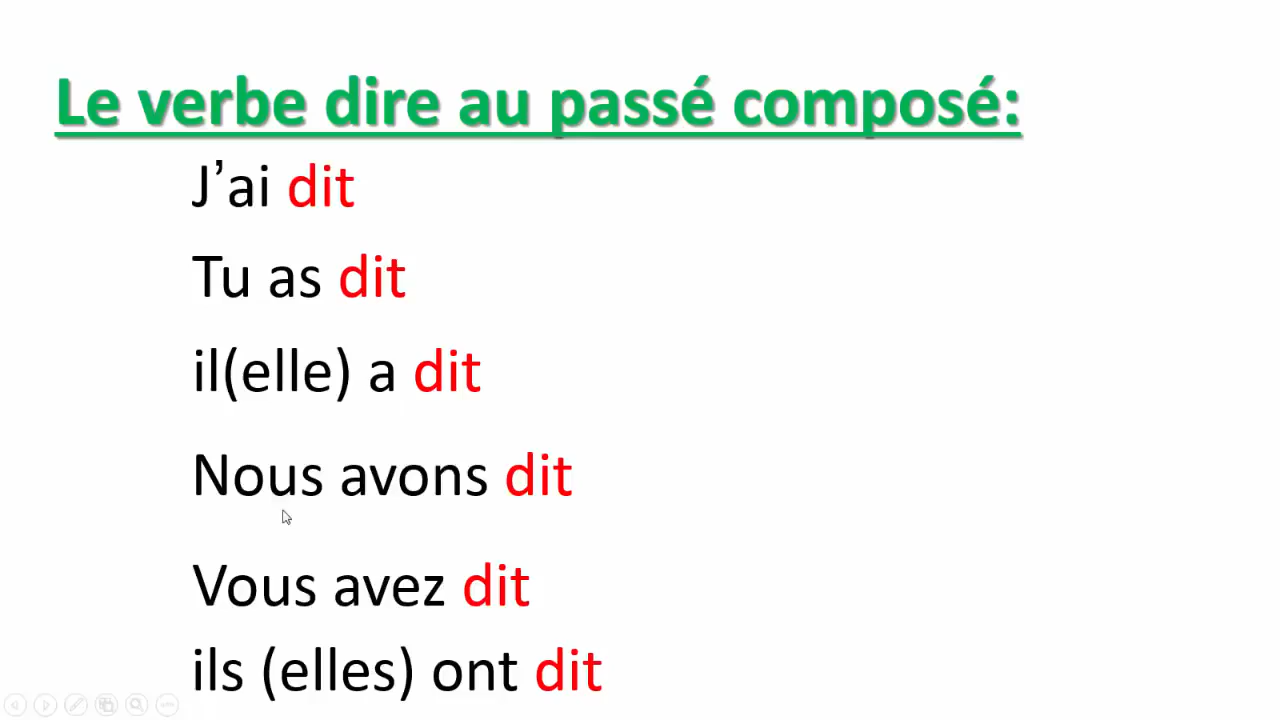 Le verbe dire au passé composé:
J’ai dit
Tu as dit
il(elle) a dit
Nous avons dit
Vous avez dit
ils (elles) ont dit